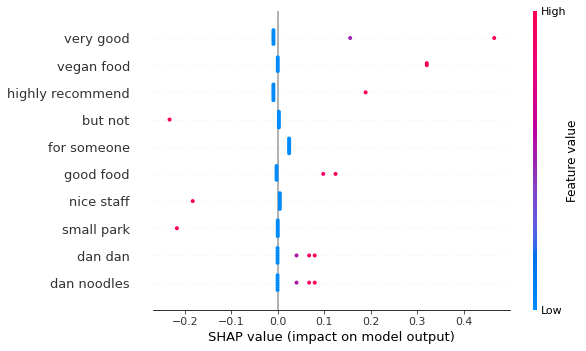 High
very good
vegan food
highly recommend
but not
for someone
good food
nice staff
small park
dan dan
dan noodles
Feature value
Low
−0.2 −0.1 0.0 0.1 0.2 0.3 0.4
SHAP value (impact on model output)